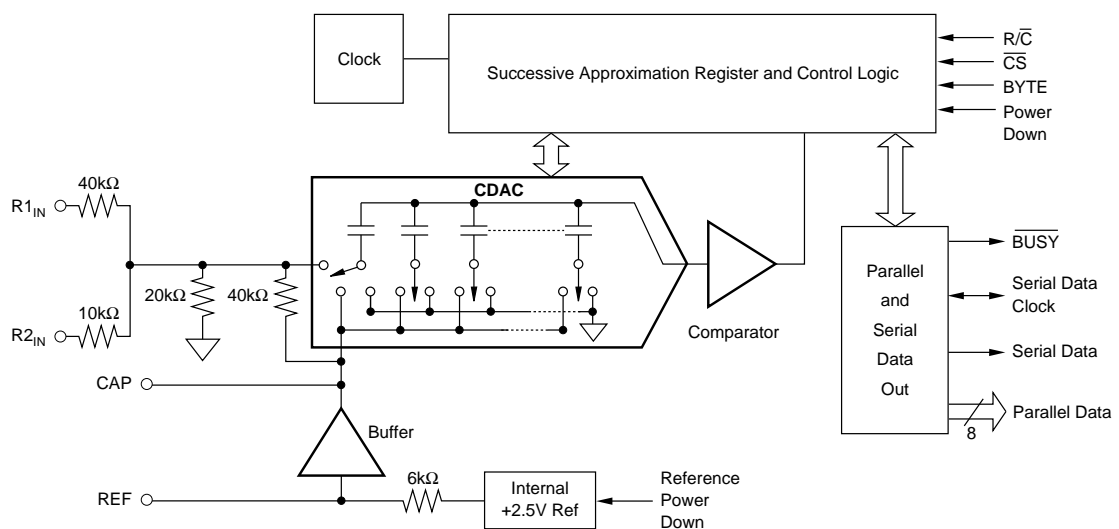 Clock
Successive Approximation Register and Control Logic
R/C̅
C̅S̅
BYTE
Power
Down
CDAC
40kΩ
R1IN
20kΩ
40kΩ
10kΩ
R2IN
Comparator
Parallel
and
Serial
Data
Out
B̅U̅S̅Y̅
Serial Data
Clock
Serial Data
Parallel Data
8
CAP
Buffer
REF
6kΩ
Internal
+2.5V Ref
Reference
Power
Down